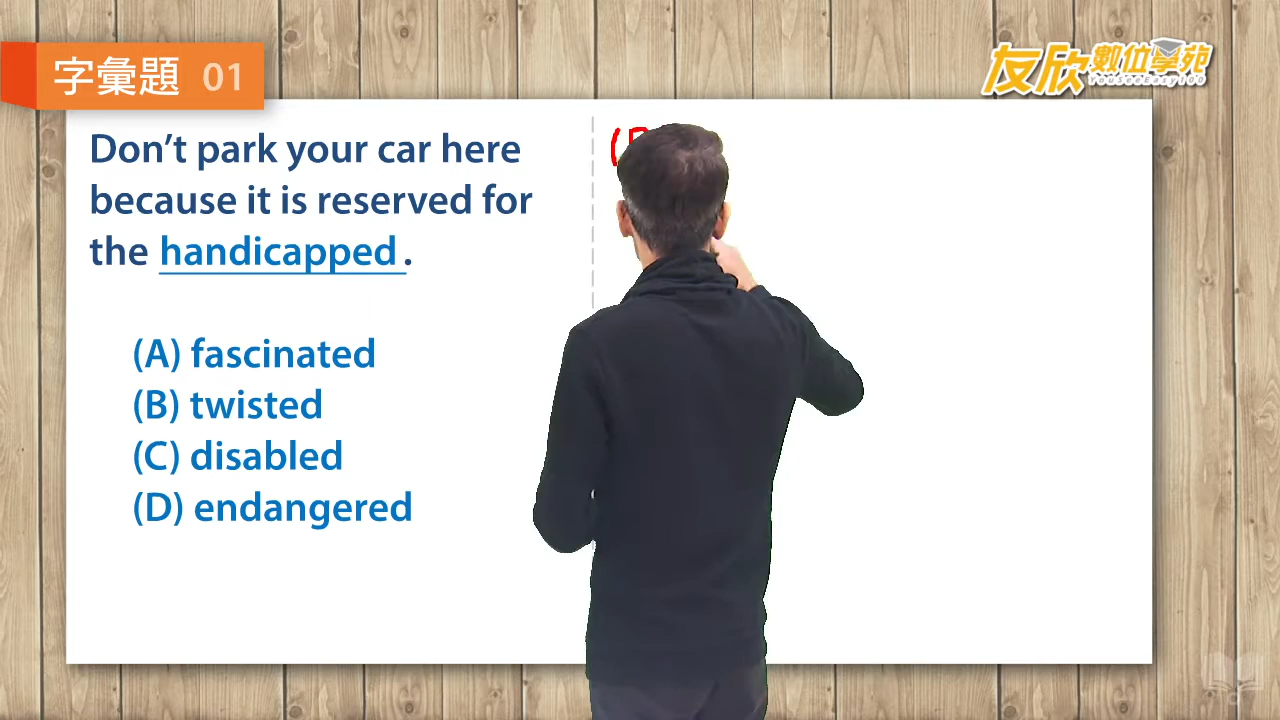 字彙題 01
友欣數位學苑
YouSeeEasy100
Don't park your car here
because it is reserved for
the handicapped.
(A) fascinated
(B) twisted
(C) disabled
(D) endangered